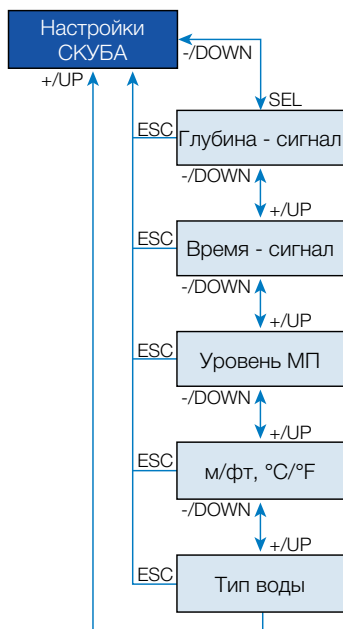 Настройки
СКУБА
-/DOWN
+/UP
SEL
ESC
Глубина - сигнал
-/DOWN
+/UP
ESC
Время - сигнал
-/DOWN
+/UP
ESC
Уровень МП
-/DOWN
+/UP
ESC
м/фт, °C/°F
-/DOWN
+/UP
ESC
Тип воды